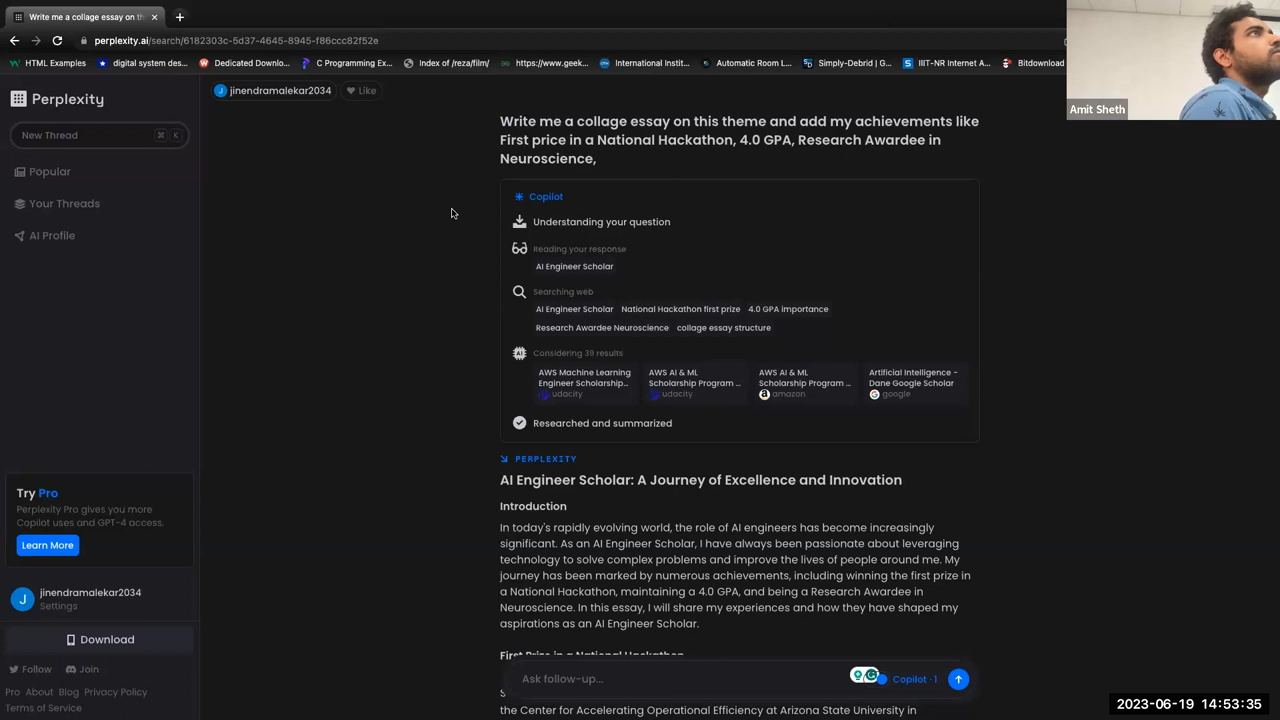 Write me a collage essay on th
perplexity.ai/search/6182303c-5d37-4645-8945-f86ccc82f52e
HTML Examples
digital system des...
Dedicated Downlo...
C Programming Ex...
Index of /reza/film/
https://www.geek...
International Instit...
Automatic Room L...
Simply-Debrid | G...
IIIT-NR Internet A...
Bitdownload
Amit Sheth
Perplexity
New Thread
⌘ K
Popular
Your Threads
AI Profile
J jinendramalekar2034
Like
Write me a collage essay on this theme and add my achievements like
First price in a National Hackathon, 4.0 GPA, Research Awardee in
Neuroscience,
Copilot
Understanding your question
Reading your response
AI Engineer Scholar
Searching web
AI Engineer Scholar National Hackathon first prize 4.0 GPA importance
Research Awardee Neuroscience collage essay structure
Considering 39 results
AWS Machine Learning
Engineer Scholarship...
udacity
AWS AI & ML
Scholarship Program ...
udacity
AWS AI & ML
Scholarship Program ...
amazon
Artificial Intelligence -
Dane Google Scholar
google
Researched and summarized
PERPLEXITY
AI Engineer Scholar: A Journey of Excellence and Innovation
Introduction
In today's rapidly evolving world, the role of AI engineers has become increasingly
significant. As an AI Engineer Scholar, I have always been passionate about leveraging
technology to solve complex problems and improve the lives of people around me. My
journey has been marked by numerous achievements, including winning the first prize in
a National Hackathon, maintaining a 4.0 GPA, and being a Research Awardee in
Neuroscience. In this essay, I will share my experiences and how they have shaped my
aspirations as an AI Engineer Scholar.
First Prize in a National Hackathon
Ask follow-up...
Copilot · 1
the Center for Accelerating Operational Efficiency at Arizona State University in
Try Pro
Perplexity Pro gives you more
Copilot uses and GPT-4 access.
Learn More
J
jinendramalekar2034
Settings
Download
Follow
Join
Pro About Blog Privacy Policy
Terms of Service
2023-06-19 14:53:35